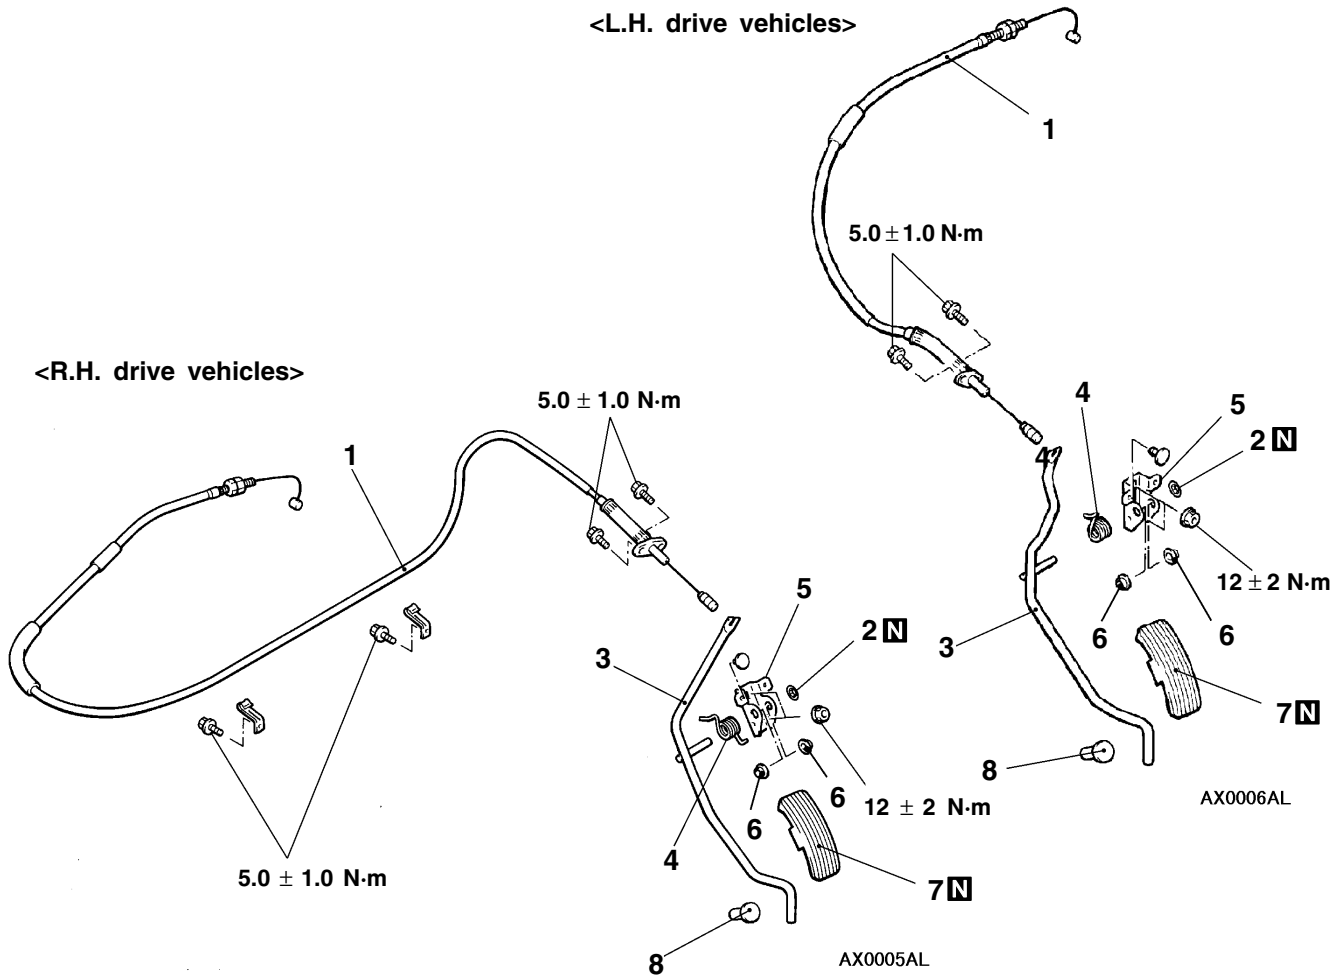 <L.H. drive vehicles>
1
5.0 ± 1.0 N·m
<R.H. drive vehicles>
5.0 ± 1.0 N·m
4
5
2 N
1
4
12 ± 2 N·m
5
6
6
2 N
3
3
7 N
8
6
12 ± 2 N·m
AX0006AL
6
4
5.0 ± 1.0 N·m
7 N
8
AX0005AL